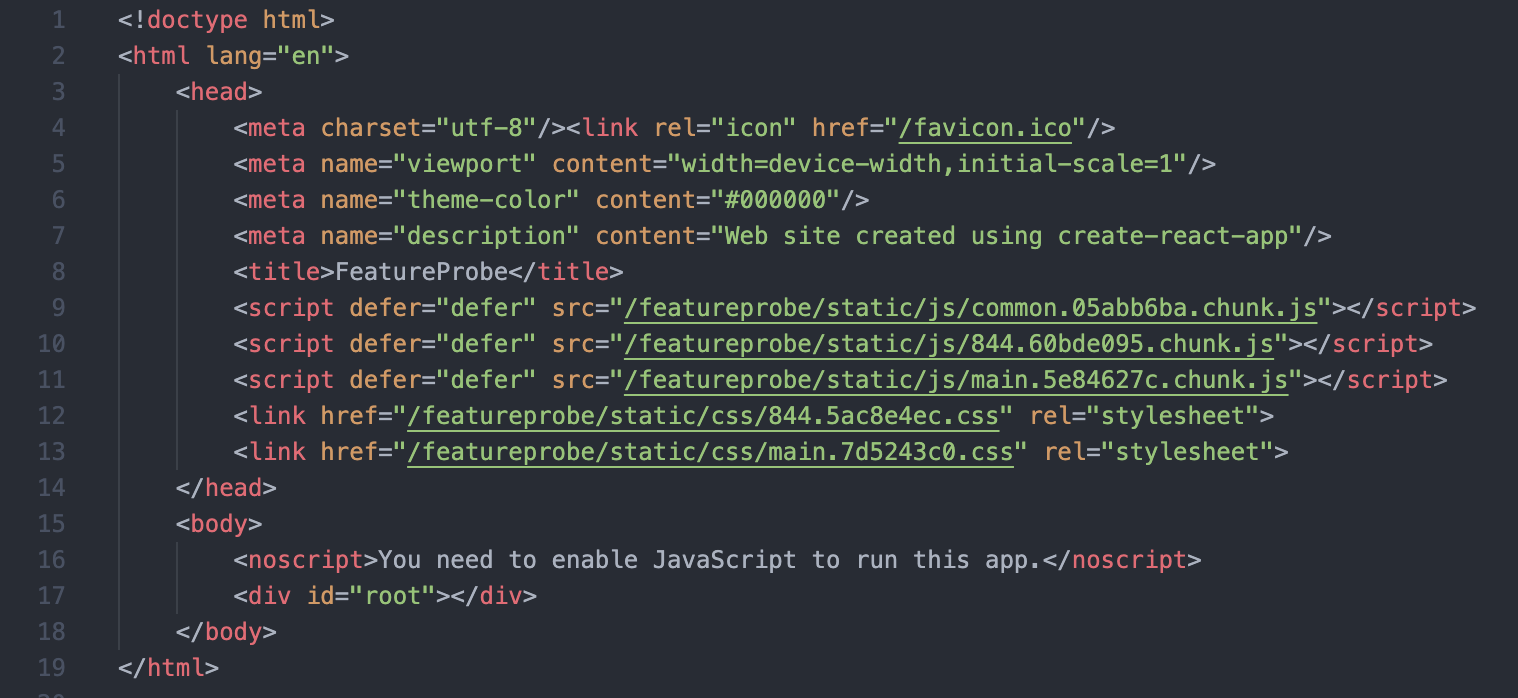 1 <!doctype html>
2 <html lang="en">
3 <head>
4 <meta charset="utf-8"/><link rel="icon" href="/favicon.ico"/>
5 <meta name="viewport" content="width=device-width,initial-scale=1"/>
6 <meta name="theme-color" content="#000000"/>
7 <meta name="description" content="Web site created using create-react-app"/>
8 <title>FeatureProbe</title>
9 <script defer="defer" src="/featureprobe/static/js/common.05abb6ba.chunk.js"></script>
10 <script defer="defer" src="/featureprobe/static/js/844.60bde095.chunk.js"></script>
11 <script defer="defer" src="/featureprobe/static/js/main.5e84627c.chunk.js"></script>
12 <link href="/featureprobe/static/css/844.5ac8e4ec.css" rel="stylesheet">
13 <link href="/featureprobe/static/css/main.7d5243c0.css" rel="stylesheet">
14 </head>
15 <body>
16 <noscript>You need to enable JavaScript to run this app.</noscript>
17 <div id="root"></div>
18 </body>
19 </html>